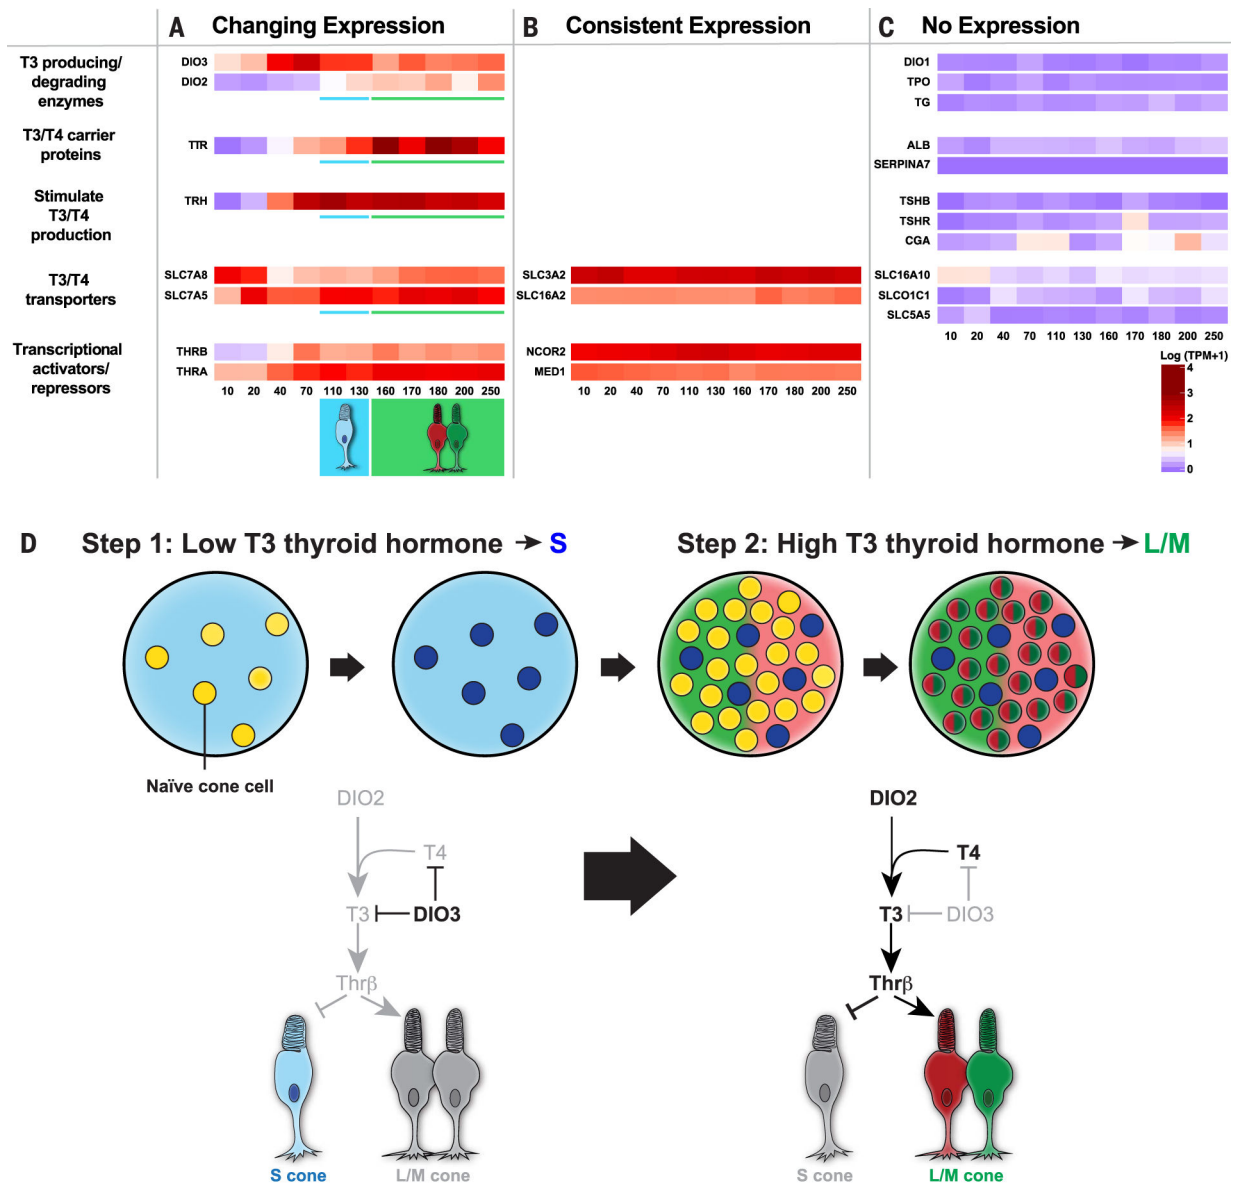 A Changing Expression
B Consistent Expression
C No Expression
T3 producing/
degrading
enzymes
DIO3
DIO2
DIO1
TPO
TG
T3/T4 carrier
proteins
TTR
ALB
SERPINA7
Stimulate
T3/T4
production
TRH
TSHB
TSHR
CGA
T3/T4
transporters
SLC7A8
SLC7A5
SLC3A2
SLC16A2
SLC16A10
SLCO1C1
SLC5A5
Transcriptional
activators/
repressors
THRB
THRA
NCOR2
MED1
10 20 40 70 110 130 160 170 180 200 250
10 20 40 70 110 130 160 170 180 200 250
10 20 40 70 110 130 160 170 180 200 250
Log (TPM+1)
4
3
2
1
0
D Step 1: Low T3 thyroid hormone → S
Step 2: High T3 thyroid hormone → L/M
Naïve cone cell
DIO2
T4
T3
DIO3
Thrβ
S cone
L/M cone
DIO2
T4
T3
DIO3
Thrβ
S cone
L/M cone